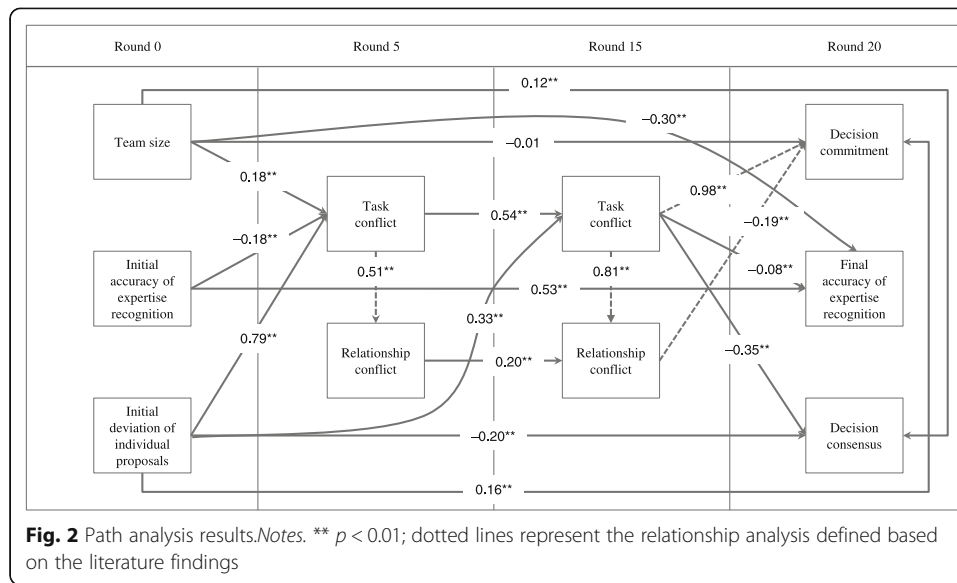 Round 0
Round 5
Round 15
Round 20
0.12**
Team size
−0.30**
−0.01
Decision
commitment
0.18**
Task
conflict
0.54**
Task
conflict
0.98**
−0.19**
−0.18**
Initial
accuracy of
expertise
recognition
0.51**
0.53**
0.81**
−0.08**
Final
accuracy of
expertise
recognition
0.79**
0.33**
Relationship
conflict
0.20**
Relationship
conflict
−0.35**
Initial
deviation of
individual
proposals
−0.20**
Decision
consensus
0.16**
Fig. 2 Path analysis results.Notes. ** p < 0.01; dotted lines represent the relationship analysis defined based
on the literature findings